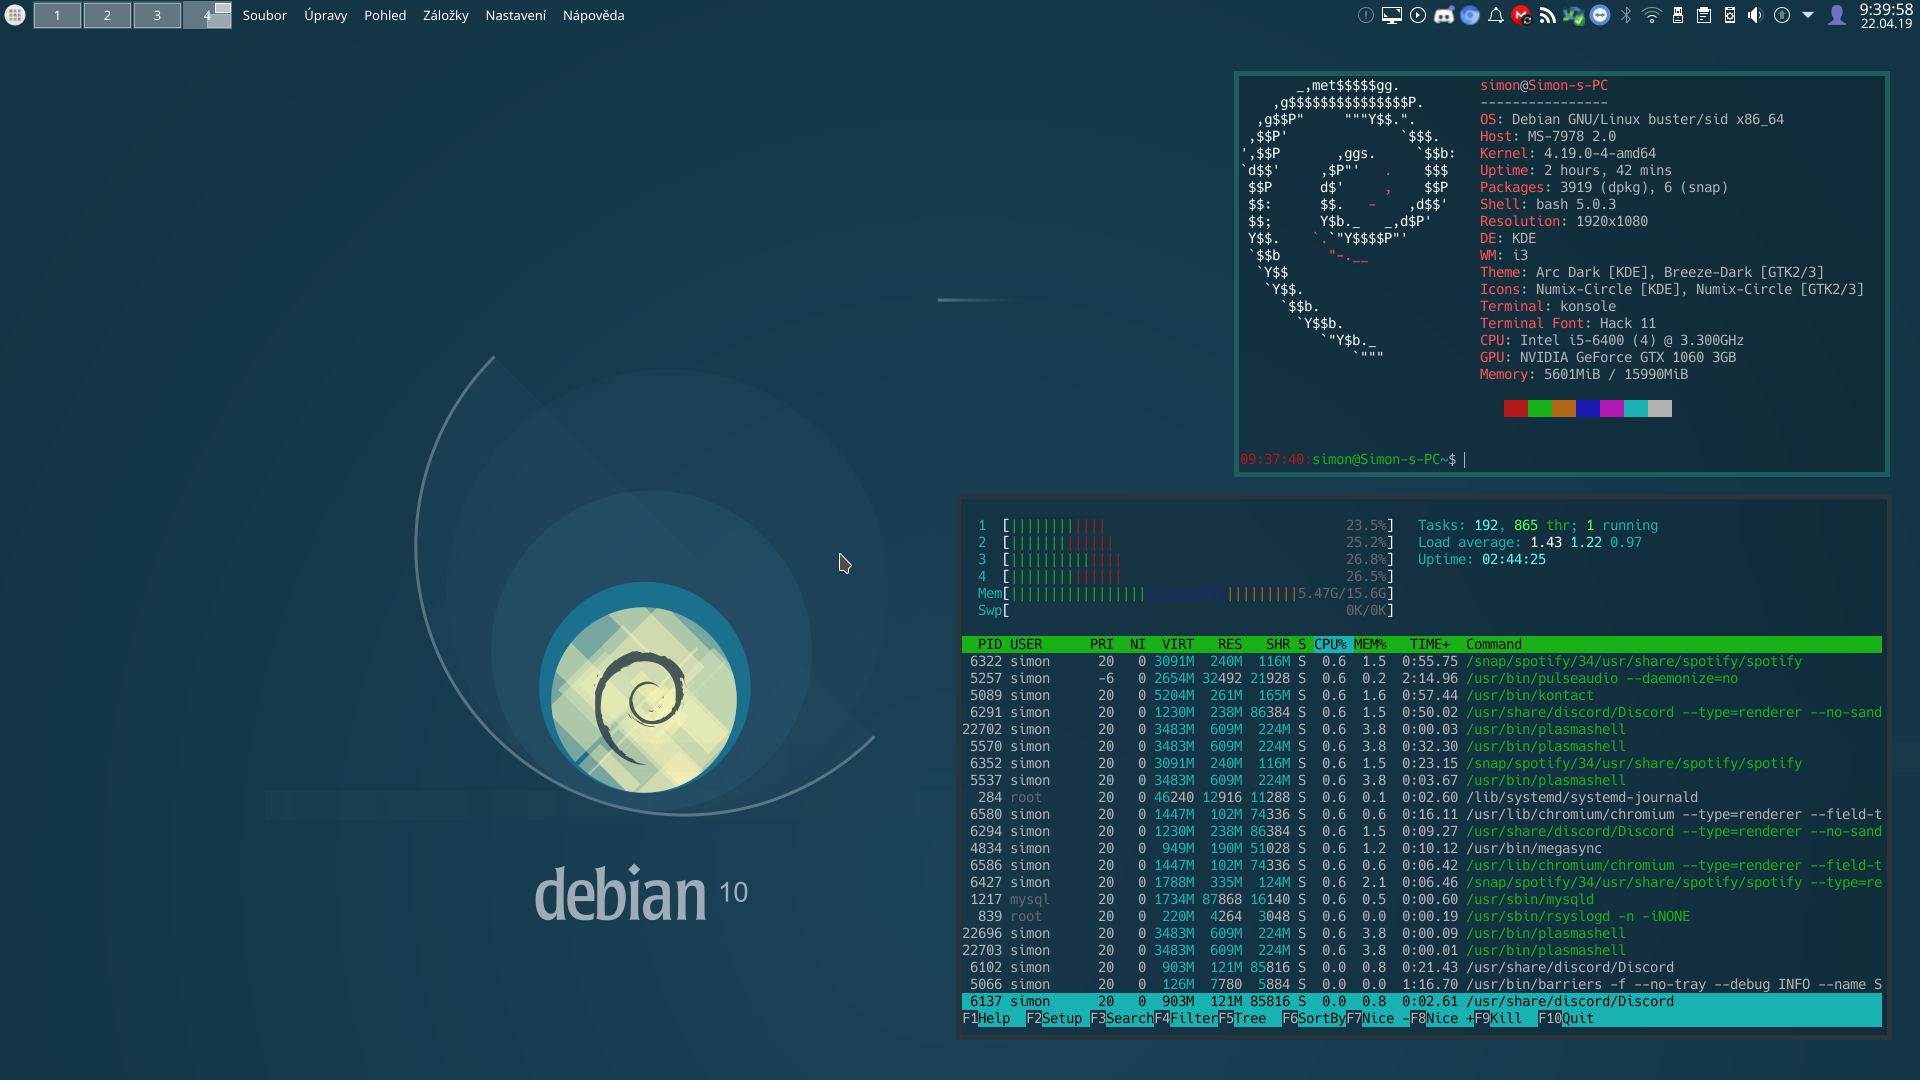 1 2 3 4 Soubor Úpravy Pohled Záložky Nastavení Nápověda
9:39:58
22.04.19
_,met$$$$$gg.
,g$$$$$$$$$$$$$$$P.
,g$$P"     """Y$$.".
,$$P'              `$$$.
',$$P       ,ggs.     `$$b:
`d$$'     ,$P"'   .    $$$
$$P      d$'     ,    $$P
$$:      $$.   -    ,d$$'
$$;      Y$b._   _,d$P'
Y$$.    `.`"Y$$$$P"'
`$$b      "-.__
`Y$$
`Y$$.
`$$b.
`Y$$b.
`"Y$b._
`"""
simon@Simon-s-PC
----------------
OS: Debian GNU/Linux buster/sid x86_64
Host: MS-7978 2.0
Kernel: 4.19.0-4-amd64
Uptime: 2 hours, 42 mins
Packages: 3919 (dpkg), 6 (snap)
Shell: bash 5.0.3
Resolution: 1920x1080
DE: KDE
WM: i3
Theme: Arc Dark [KDE], Breeze-Dark [GTK2/3]
Icons: Numix-Circle [KDE], Numix-Circle [GTK2/3]
Terminal: konsole
Terminal Font: Hack 11
CPU: Intel i5-6400 (4) @ 3.300GHz
GPU: NVIDIA GeForce GTX 1060 3GB
Memory: 5601MiB / 15990MiB
09:37:40:simon@Simon-s-PC~$
1 [||||||||||||                              23.5%]
2 [|||||||||||||                             25.2%]
3 [||||||||||||||                            26.8%]
4 [||||||||||||||                            26.5%]
Mem[||||||||||||||||||||||||||||||||||||5.47G/15.6G]
Swp[                                         0K/0K]
Tasks: 192, 865 thr; 1 running
Load average: 1.43 1.22 0.97
Uptime: 02:44:25
PID USER PRI NI VIRT RES SHR S CPU% MEM% TIME+ Command
6322 simon 20 0 3091M 240M 116M S 0.6 1.5 0:55.75 /snap/spotify/34/usr/share/spotify/spotify
5257 simon -6 0 2654M 32492 21928 S 0.6 0.2 2:14.96 /usr/bin/pulseaudio --daemonize=no
5089 simon 20 0 5204M 261M 165M S 0.6 1.6 0:57.44 /usr/bin/kontact
6291 simon 20 0 1230M 238M 86384 S 0.6 1.5 0:50.02 /usr/share/discord/Discord --type=renderer --no-sand
22702 simon 20 0 3483M 609M 224M S 0.6 3.8 0:00.03 /usr/bin/plasmashell
5570 simon 20 0 3483M 609M 224M S 0.6 3.8 0:32.30 /usr/bin/plasmashell
6352 simon 20 0 3091M 240M 116M S 0.6 1.5 0:23.15 /snap/spotify/34/usr/share/spotify/spotify
5537 simon 20 0 3483M 609M 224M S 0.6 3.8 0:03.67 /usr/bin/plasmashell
284 root 20 0 46240 12916 11288 S 0.6 0.1 0:02.60 /lib/systemd/systemd-journald
6580 simon 20 0 1447M 102M 74336 S 0.6 0.6 0:16.11 /usr/lib/chromium/chromium --type=renderer --field-t
6294 simon 20 0 1230M 238M 86384 S 0.6 1.5 0:09.27 /usr/share/discord/Discord --type=renderer --no-sand
4834 simon 20 0 949M 190M 51028 S 0.6 1.2 0:10.12 /usr/bin/megasync
6586 simon 20 0 1447M 102M 74336 S 0.6 0.6 0:06.42 /usr/lib/chromium/chromium --type=renderer --field-t
6427 simon 20 0 1788M 335M 124M S 0.6 2.1 0:06.46 /snap/spotify/34/usr/share/spotify/spotify --type=re
1217 mysql 20 0 1734M 87868 16140 S 0.6 0.5 0:00.60 /usr/sbin/mysqld
839 root 20 0 220M 4264 3048 S 0.6 0.0 0:00.19 /usr/sbin/rsyslogd -n -iNONE
22696 simon 20 0 3483M 609M 224M S 0.6 3.8 0:00.09 /usr/bin/plasmashell
22703 simon 20 0 3483M 609M 224M S 0.6 3.8 0:00.01 /usr/bin/plasmashell
6102 simon 20 0 903M 121M 85816 S 0.0 0.8 0:21.43 /usr/share/discord/Discord
5066 simon 20 0 126M 7780 5884 S 0.0 0.0 1:16.70 /usr/bin/barriers -f --no-tray --debug INFO --name S
6137 simon 20 0 903M 121M 85816 S 0.0 0.8 0:02.61 /usr/share/discord/Discord
F1Help F2Setup F3SearchF4FilterF5Tree F6SortByF7Nice -F8Nice +F9Kill F10Quit
debian 10